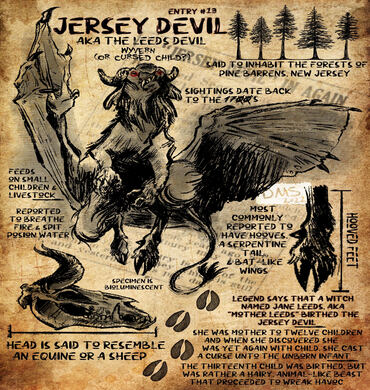 ENTRY #13
JERSEY DEVIL
AKA THE LEEDS DEVIL
WYVERN
(OR CURSED CHILD?)
SAID TO INHABIT THE FORESTS OF
PINE BARRENS, NEW JERSEY
SIGHTINGS DATE BACK
TO THE 1700'S
FEEDS
ON SMALL
CHILDREN &
LIVESTOCK
REPORTED
TO BREATHE
FIRE & SPIT
POSION WATER
MOST
COMMONLY
REPORTED TO
HAVE HOOVES,
A SERPENTINE
TAIL,
& BAT-LIKE
WINGS
HOOVED FEET
SPECIMEN IS
BIOLUMINESCENT
HEAD IS SAID TO RESEMBLE
AN EQUINE OR A SHEEP
LEGEND SAYS THAT A WITCH
NAMED JANE LEEDS, AKA
"MOTHER LEEDS" BIRTHED THE
JERSEY DEVIL
SHE WAS MOTHER TO TWELVE CHILDREN
AND WHEN SHE DISCOVERED SHE
WAS YET AGAIN WITH CHILD, SHE CAST
A CURSE UNTO THE UNBORN INFANT.
THE THIRTEENTH CHILD WAS BIRTHED, BUT
WAS RATHER A HAIRY, ANIMAL-LIKE BEAST
THAT PROCEEDED TO WREAK HAVOC